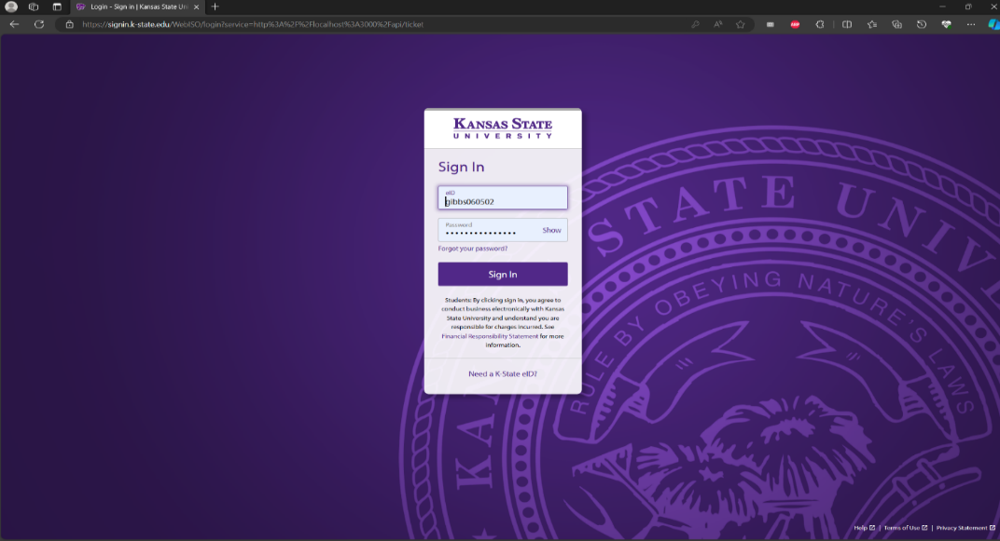 Login - Sign in | Kansas State Uni
https://signin.k-state.edu/WebISO/login?service=http%3A%2F%2Flocalhost%3A3000%2Fapi/ticket
KANSAS STATE
UNIVERSITY
Sign In
eID
gibbs060502
Password
••••••••••••••• Show
Forgot your password?
Sign In
Students: By clicking sign in, you agree to
conduct business electronically with Kansas
State University and understand you are
responsible for charges incurred. See
Financial Responsibility Statement for more
information.
Need a K-State eID?
KAN
STATE UNIV
RULE BY OBEYING NATURE'S LAWS
Help | Terms of Use | Privacy Statement